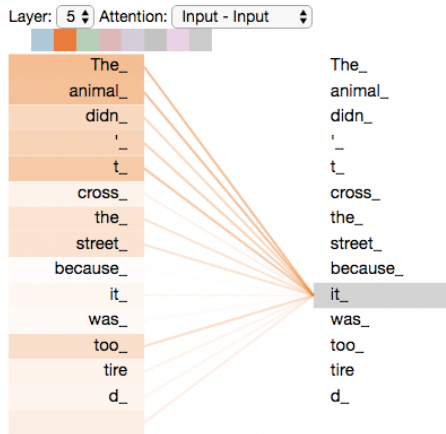 Layer: 5 Attention: Input - Input
The_ The_
animal_ animal_
didn_ didn_
'_ '_
t_ t_
cross_ cross_
the_ the_
street_ street_
because_ because_
it_ it_
was_ was_
too_ too_
tire tire
d_ d_